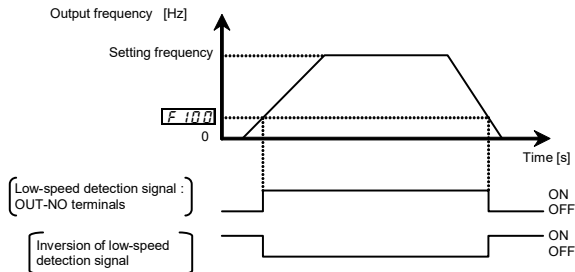 Output frequency [Hz]
Setting frequency
F 100
0
Time [s]
Low-speed detection signal :
OUT-NO terminals
ON
OFF
Inversion of low-speed
detection signal
ON
OFF